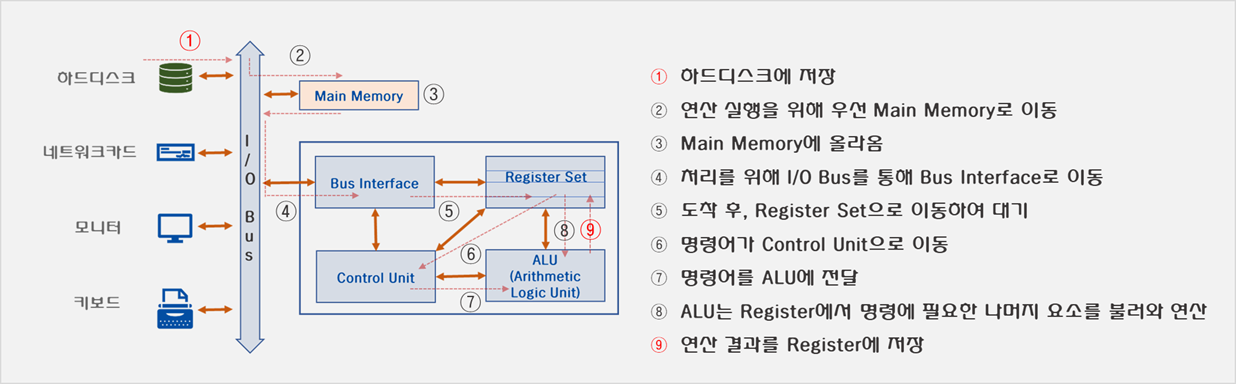 ①
②
하드디스크
Main Memory
③
네트워크카드
I/O Bus
Bus Interface
Register Set
④
⑤
⑧
⑨
모니터
⑥
Control Unit
ALU
(Arithmetic
Logic Unit)
⑦
키보드
① 하드디스크에 저장
② 연산 실행을 위해 우선 Main Memory로 이동
③ Main Memory에 올라옴
④ 처리를 위해 I/O Bus를 통해 Bus Interface로 이동
⑤ 도착 후, Register Set으로 이동하여 대기
⑥ 명령어가 Control Unit으로 이동
⑦ 명령어를 ALU에 전달
⑧ ALU는 Register에서 명령에 필요한 나머지 요소를 불러와 연산
⑨ 연산 결과를 Register에 저장